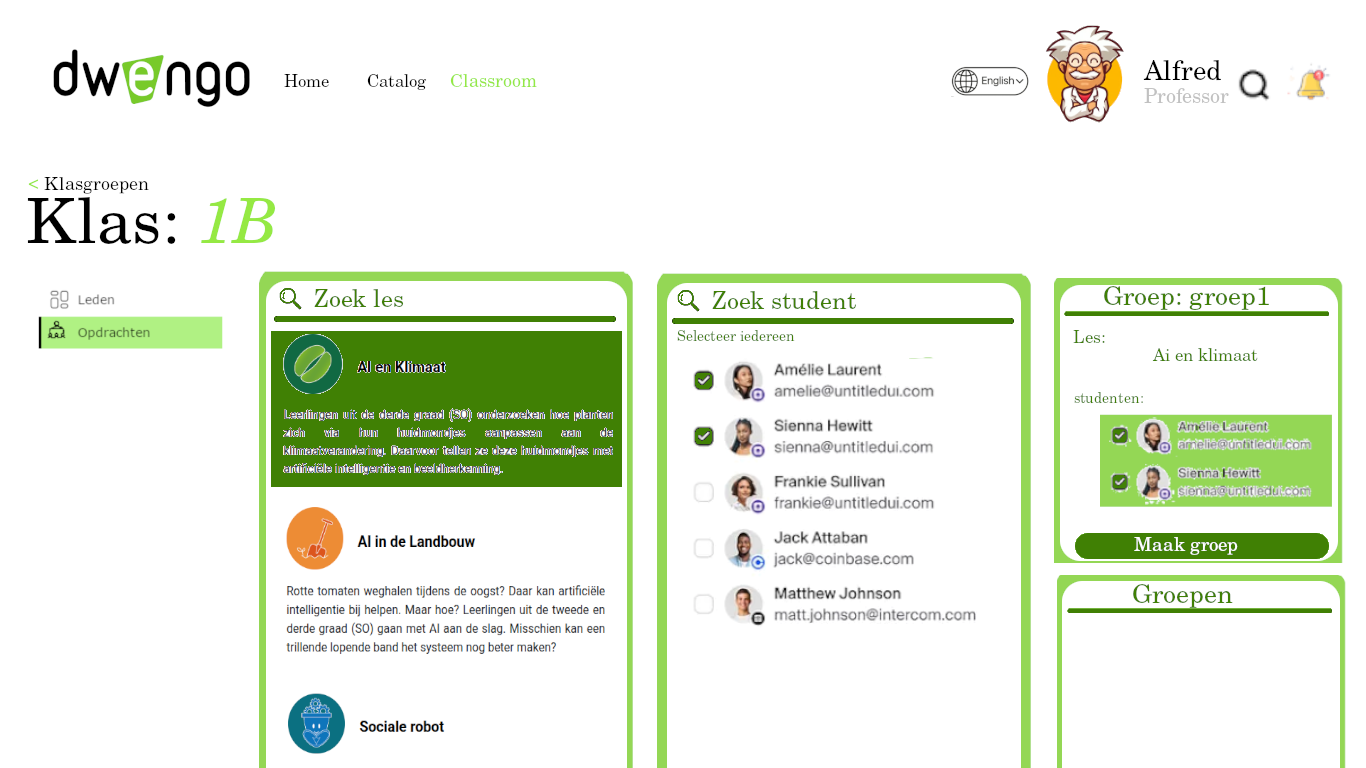 dwengo
Home
Catalog
Classroom
English
Alfred
Professor
< Klasgroepen
Klas: 1B
Leden
Opdrachten
Zoek les
AI en Klimaat
Leerlingen uit de derde graad (SO) onderzoeken hoe planten
zich via hun huidmondjes aanpassen aan de
klimaatverandering. Daarvoor tellen ze deze huidmondjes met
artificiële intelligentie en beeldherkenning.
AI in de Landbouw
Rotte tomaten weghalen tijdens de oogst? Daar kan artificiële
intelligentie bij helpen. Maar hoe? Leerlingen uit de tweede en
derde graad (SO) gaan met AI aan de slag. Misschien kan een
trillende lopende band het systeem nog beter maken?
Sociale robot
Zoek student
Selecteer iedereen
Amélie Laurent
amelie@untitledui.com
Sienna Hewitt
sienna@untitledui.com
Frankie Sullivan
frankie@untitledui.com
Jack Attaban
jack@coinbase.com
Matthew Johnson
matt.johnson@intercom.com
Groep: groep1
Les:
Ai en klimaat
studenten:
Amélie Laurent
amelie@untitledui.com
Sienna Hewitt
sienna@untitledui.com
Maak groep
Groepen